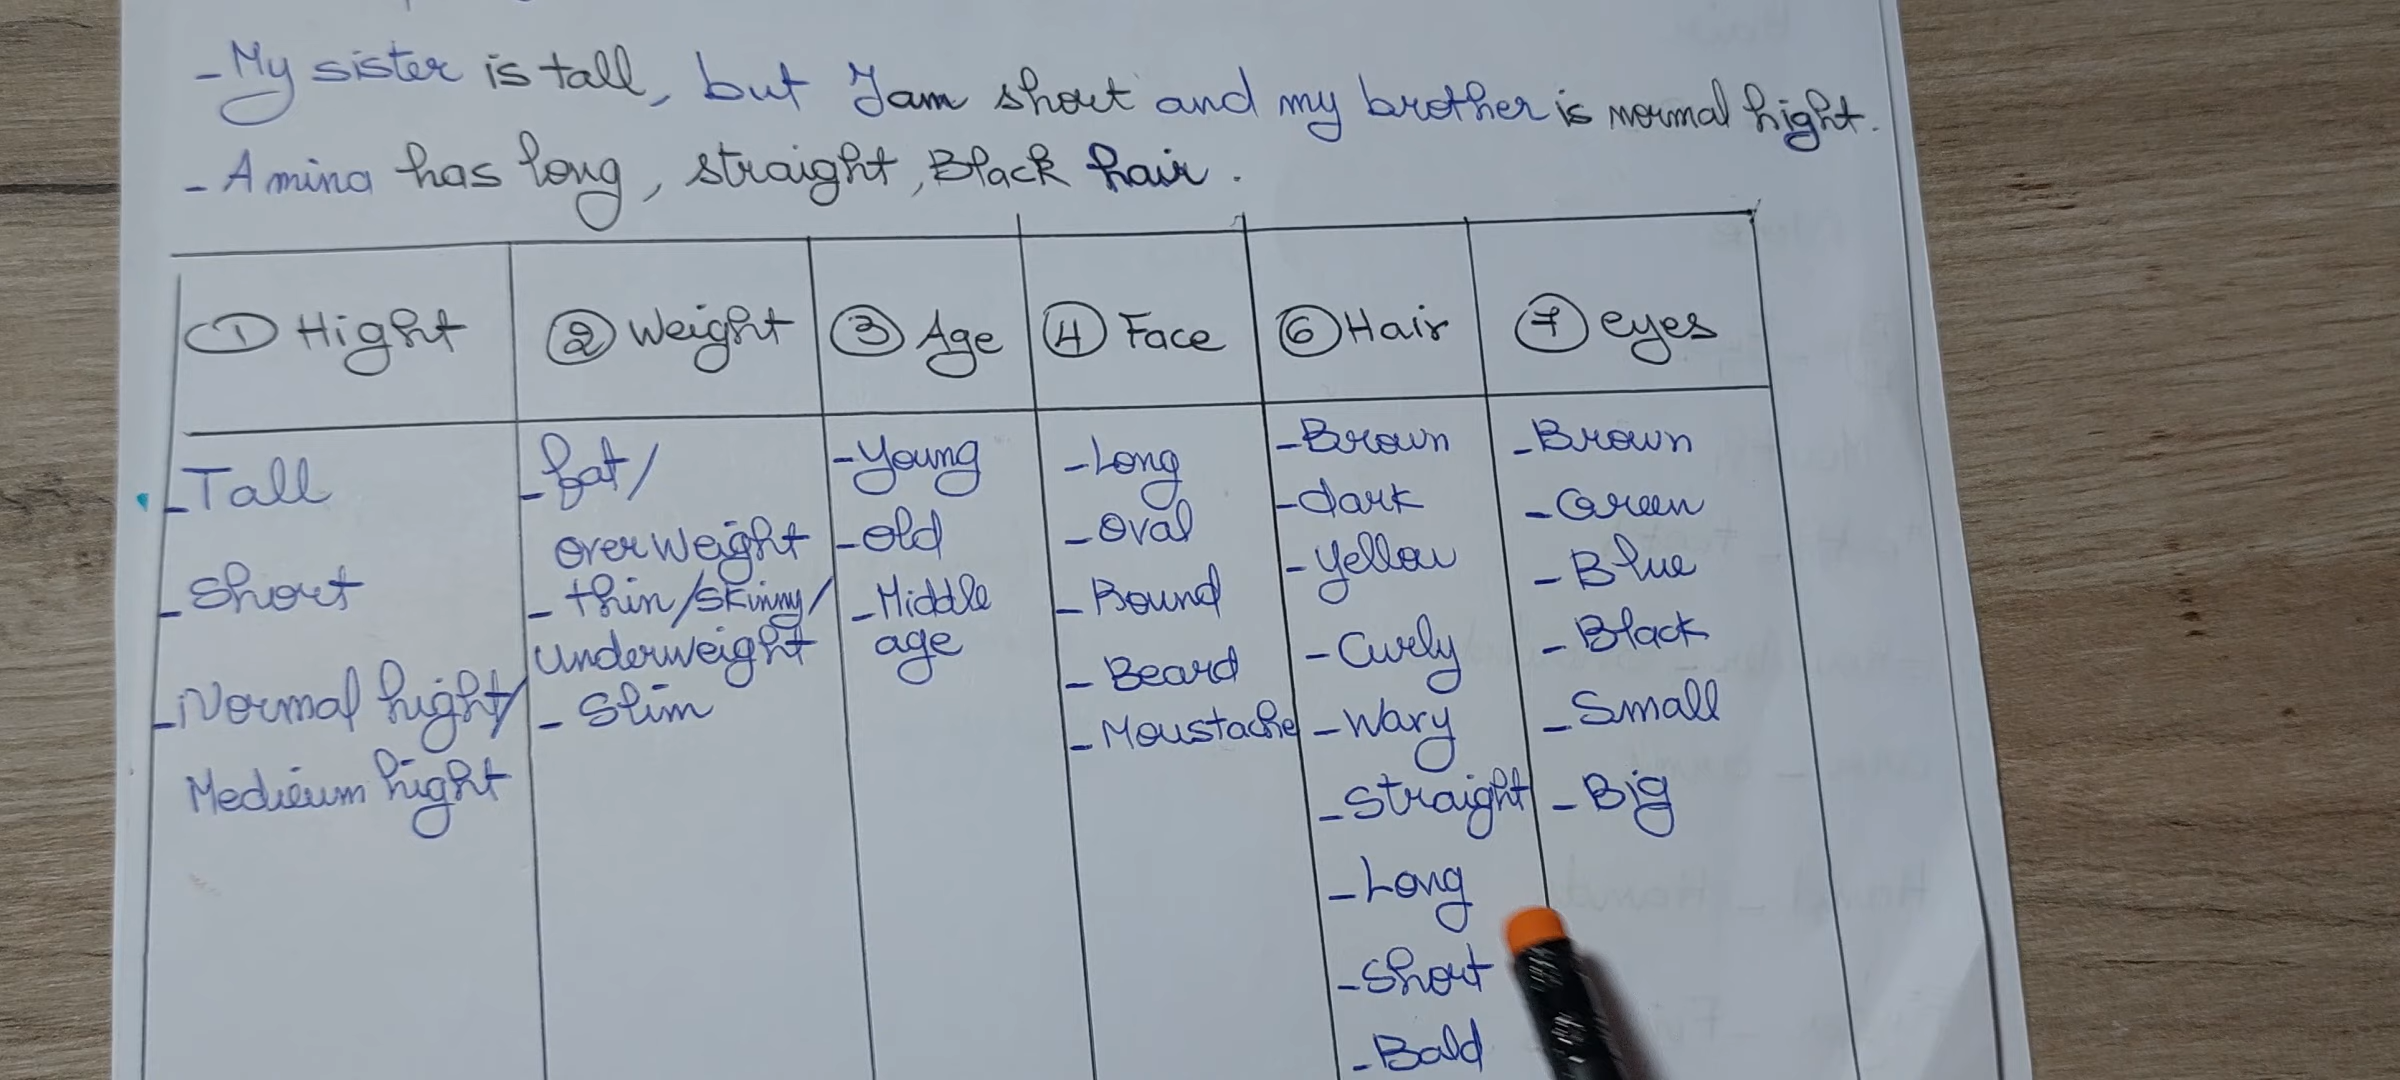 - My sister is tall, but I am short and my brother is normal hight.
- Amina has long, straight, Black hair.
① Hight ② Weight ③ Age ④ Face ⑥ Hair ⑦ eyes
- Tall
- Short
- Normal hight/
Medium hight
- fat/
overweight
- thin/skinny/
underweight
- Slim
- Young
- old
- Middle
age
- Long
- Oval
- Round
- Beard
- Moustache
- Brown
- dark
- Yellow
- Curly
- Wavy
- Straight
- Long
- Short
- Bald
- Brown
- Green
- Blue
- Black
- Small
- Big